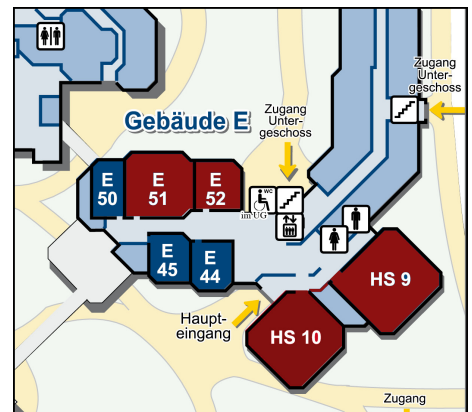 Zugang
Unter-
geschoss
Gebäude E
Zugang
Unter-
geschoss
E
50
E
51
E
52
WC
im UG
E
45
E
44
HS 9
Haupt-
eingang
HS 10
Zugang